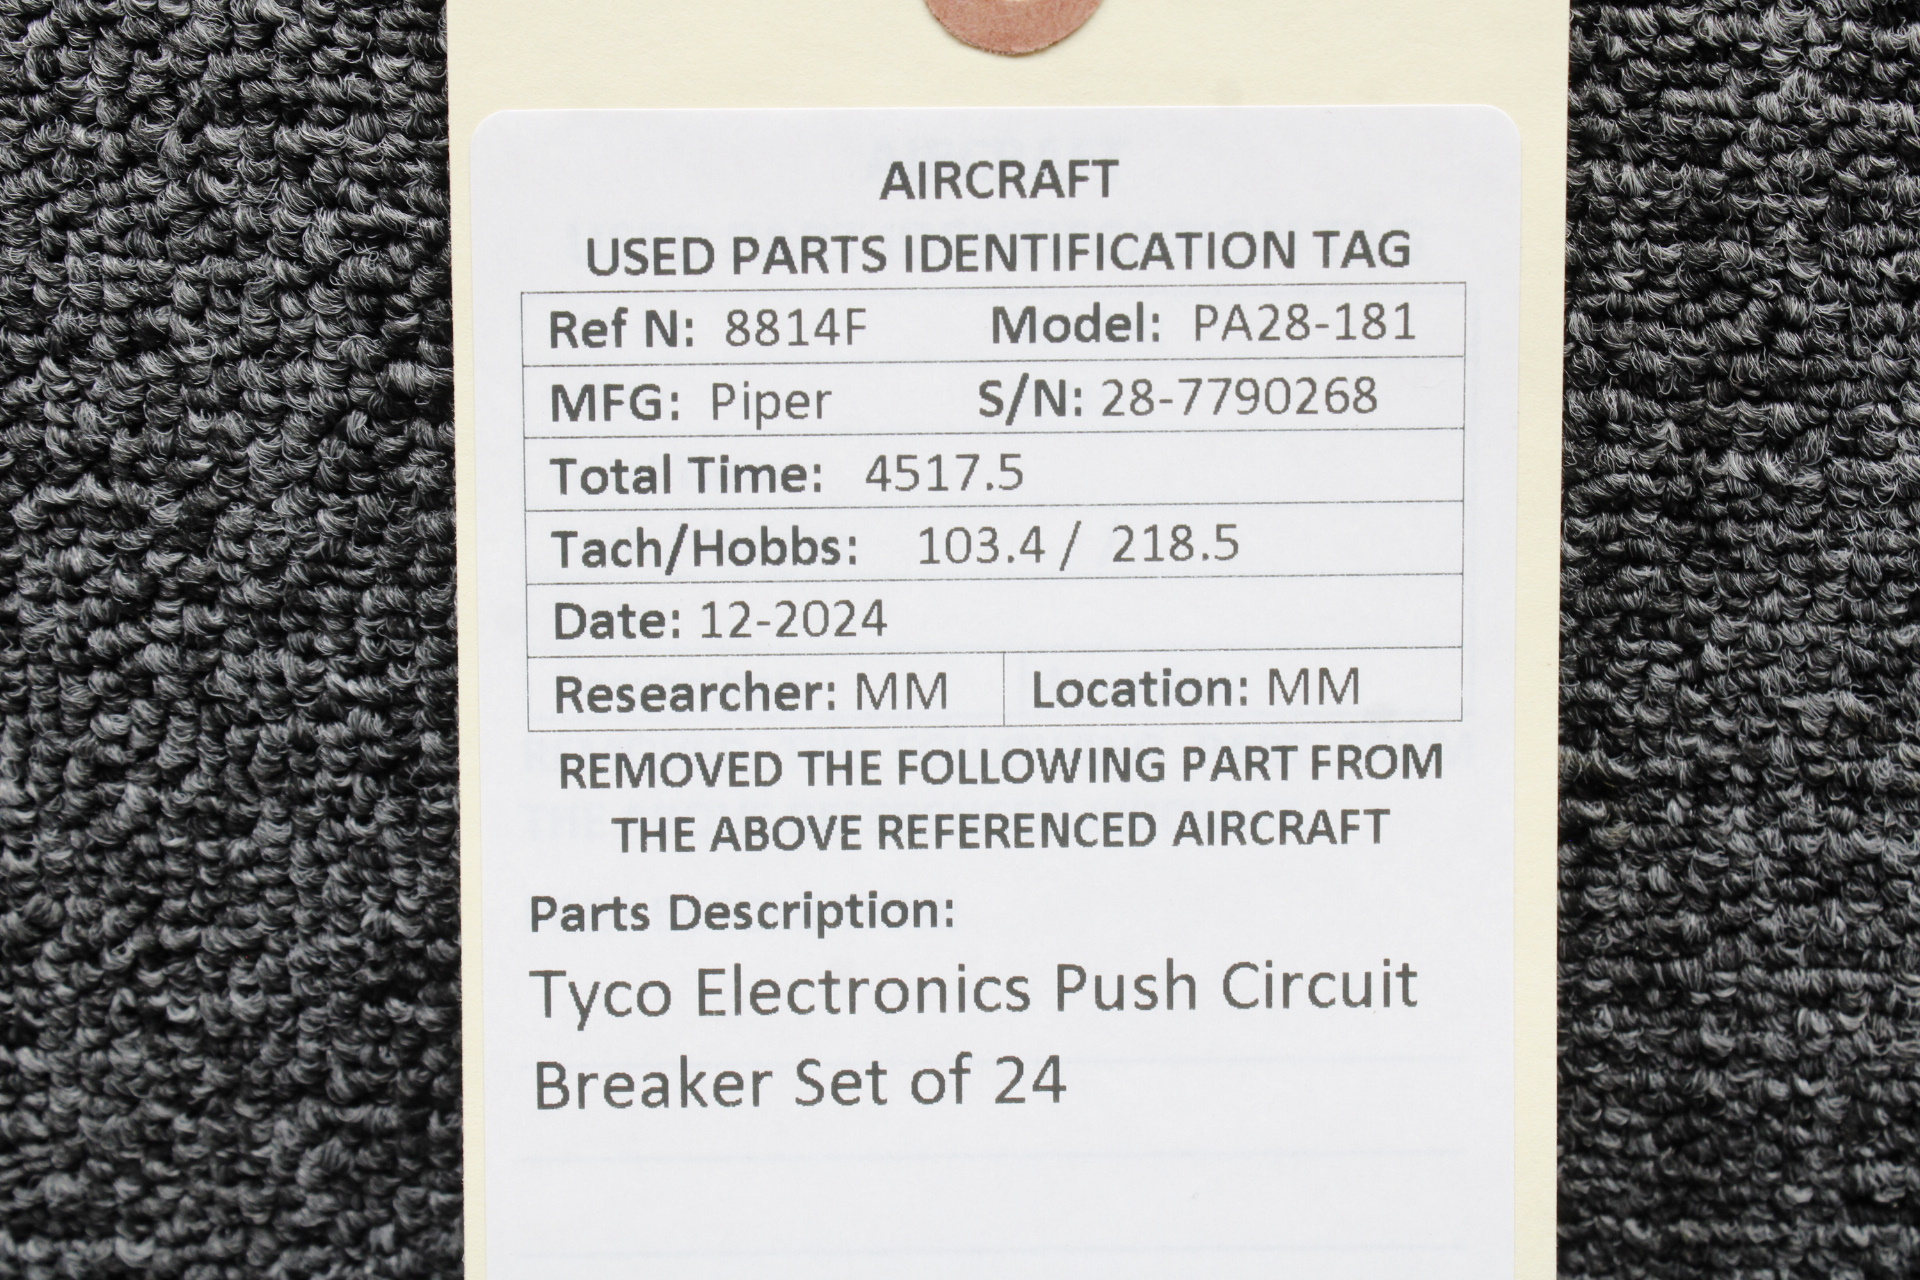 AIRCRAFT
USED PARTS IDENTIFICATION TAG
Ref N: 8814F Model: PA28-181
MFG: Piper S/N: 28-7790268
Total Time: 4517.5
Tach/Hobbs: 103.4 / 218.5
Date: 12-2024
Researcher: MM Location: MM
REMOVED THE FOLLOWING PART FROM
THE ABOVE REFERENCED AIRCRAFT
Parts Description:
Tyco Electronics Push Circuit
Breaker Set of 24